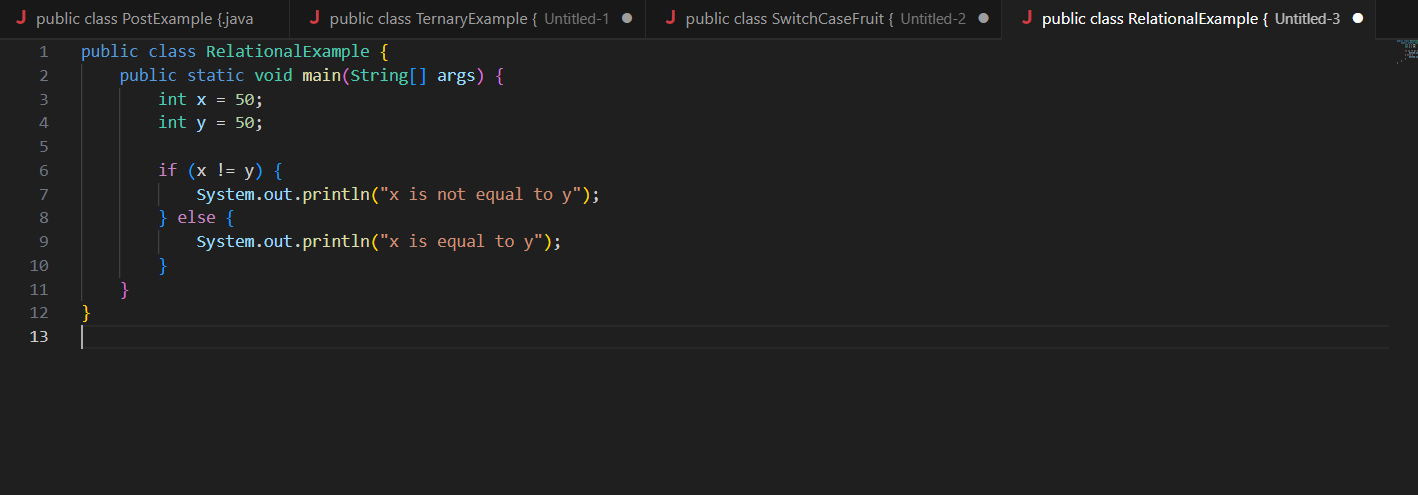 public class PostExample {.java
public class TernaryExample { Untitled-1
public class SwitchCaseFruit { Untitled-2
public class RelationalExample { Untitled-3
1 public class RelationalExample {
2     public static void main(String[] args) {
3         int x = 50;
4         int y = 50;
5
6         if (x != y) {
7             System.out.println("x is not equal to y");
8         } else {
9             System.out.println("x is equal to y");
10         }
11     }
12 }
13